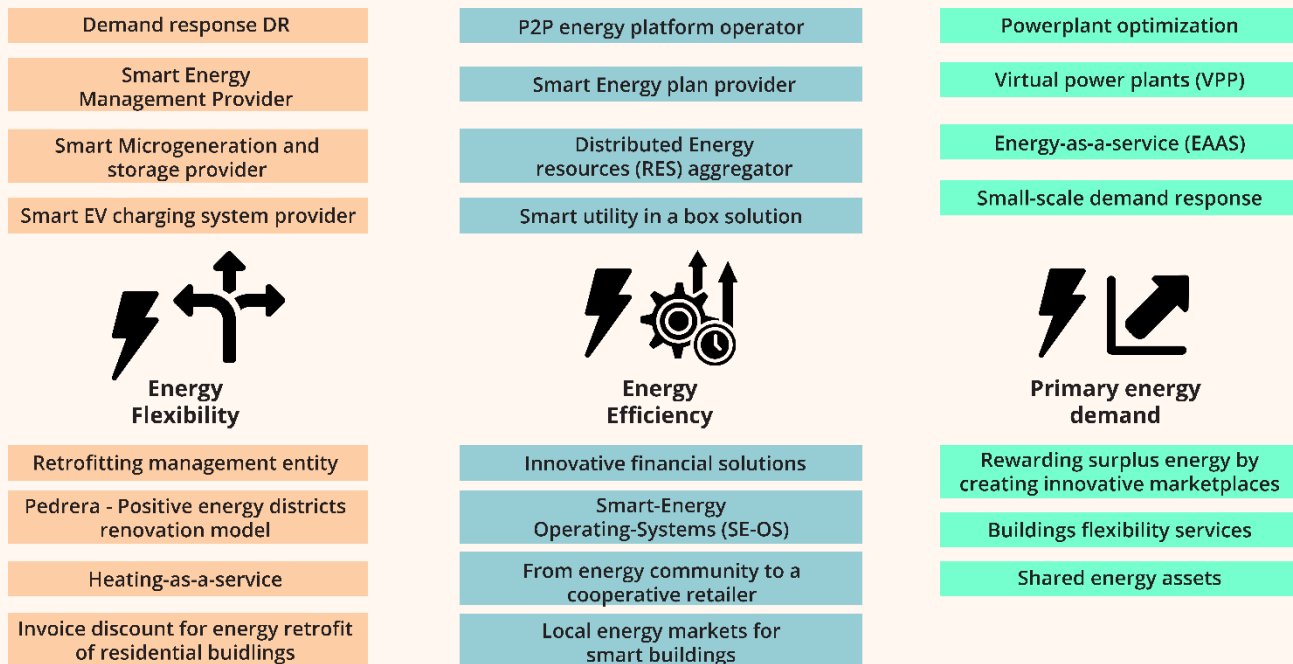 Demand response DR
Smart Energy
Management Provider
Smart Microgeneration and
storage provider
Smart EV charging system provider
Energy
Flexibility
Retrofitting management entity
Pedrera - Positive energy districts
renovation model
Heating-as-a-service
Invoice discount for energy retrofit
of residential buidlings
P2P energy platform operator
Smart Energy plan provider
Distributed Energy
resources (RES) aggregator
Smart utility in a box solution
Energy
Efficiency
Innovative financial solutions
Smart-Energy
Operating-Systems (SE-OS)
From energy community to a
cooperative retailer
Local energy markets for
smart buildings
Powerplant optimization
Virtual power plants (VPP)
Energy-as-a-service (EAAS)
Small-scale demand response
Primary energy
demand
Rewarding surplus energy by
creating innovative marketplaces
Buildings flexibility services
Shared energy assets